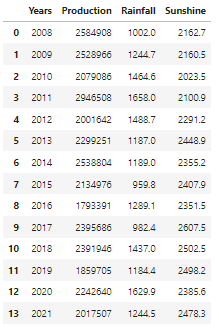 Years Production Rainfall Sunshine
0 2008 2584908 1002.0 2162.7
1 2009 2528966 1244.7 2160.5
2 2010 2079086 1464.6 2023.5
3 2011 2946508 1658.0 2100.9
4 2012 2001642 1488.7 2291.2
5 2013 2299251 1187.0 2448.9
6 2014 2538804 1189.0 2355.2
7 2015 2134976 959.8 2407.9
8 2016 1793391 1289.1 2351.5
9 2017 2395686 982.4 2607.5
10 2018 2391946 1437.0 2502.5
11 2019 1859705 1184.4 2498.2
12 2020 2242640 1629.9 2385.6
13 2021 2017507 1244.5 2478.3